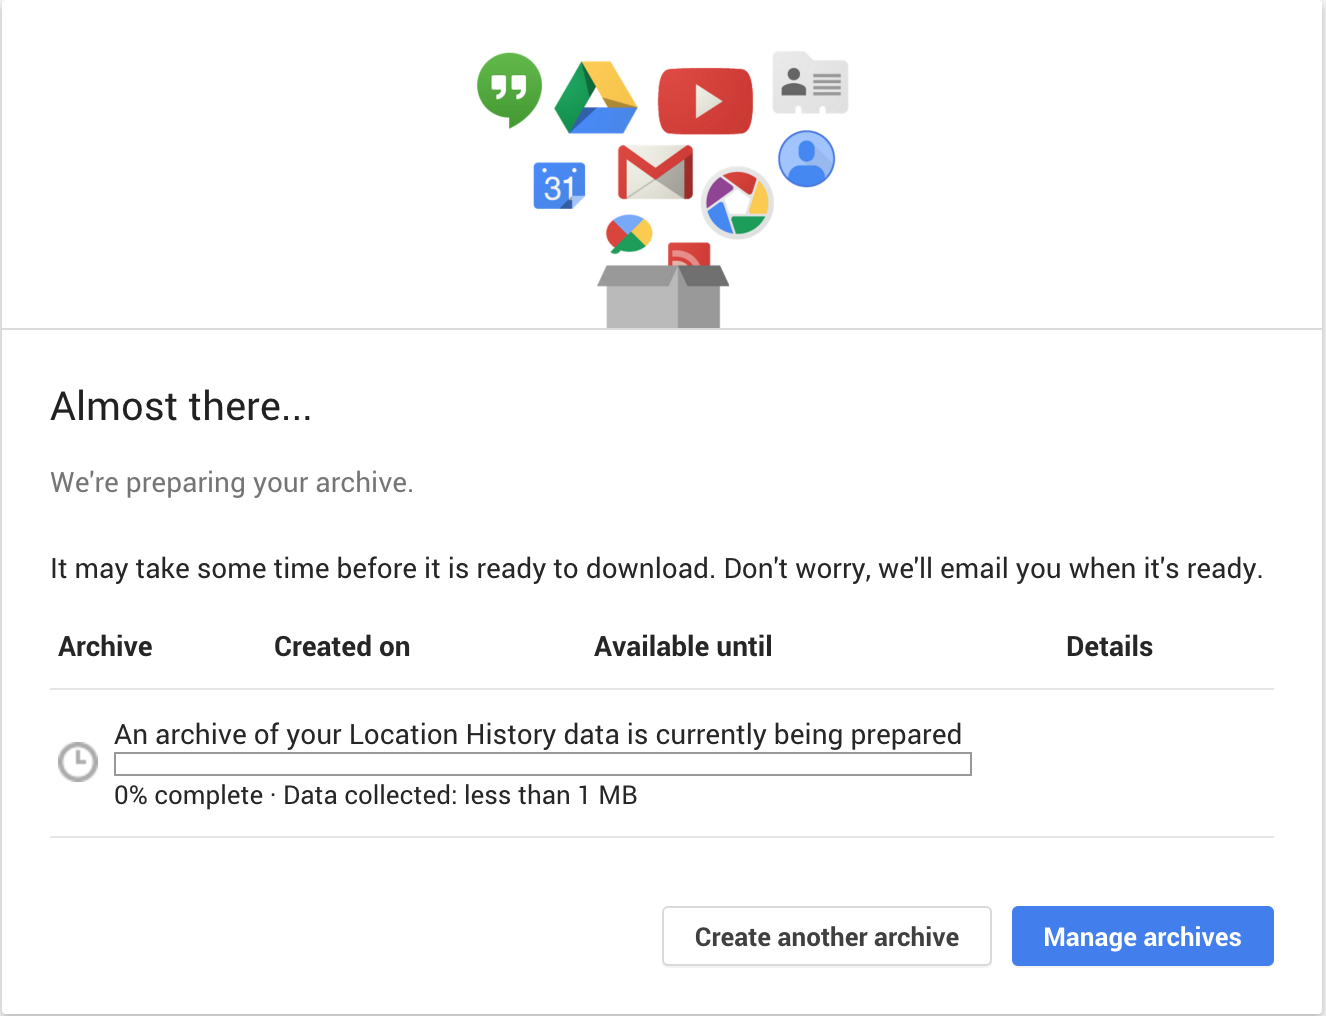 31
Almost there...
We're preparing your archive.
It may take some time before it is ready to download. Don't worry, we'll email you when it's ready.
Archive Created on Available until Details
An archive of your Location History data is currently being prepared
0% complete · Data collected: less than 1 MB
Create another archive Manage archives